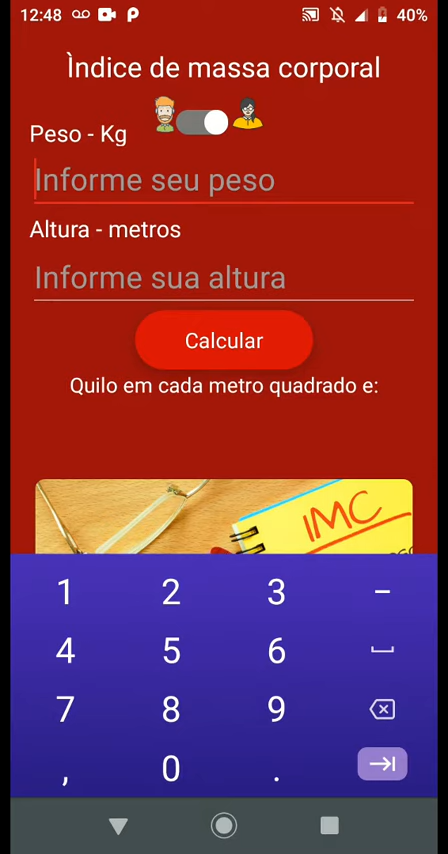 12:48 40%
Ìndice de massa corporal
Peso - Kg
Informe seu peso
Altura - metros
Informe sua altura
Calcular
Quilo em cada metro quadrado e:
IMC
1 2 3 -
4 5 6
7 8 9
, 0 .